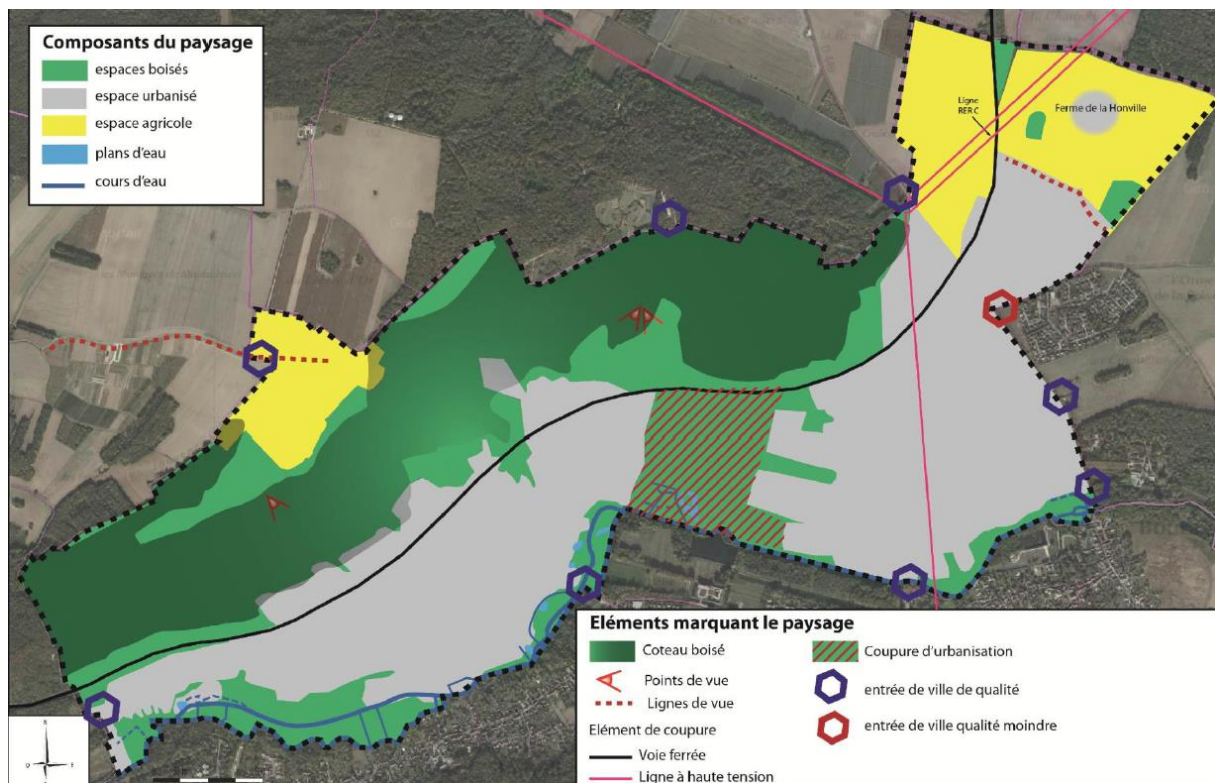 Composants du paysage
espaces boisés
espace urbanisé
espace agricole
plans d'eau
cours d'eau
Ligne
RER C
Ferme de la Honville
Eléments marquant le paysage
Coteau boisé
Points de vue
Lignes de vue
Elément de coupure
Voie ferrée
Ligne à haute tension
Coupure d'urbanisation
entrée de ville de qualité
entrée de ville qualité moindre